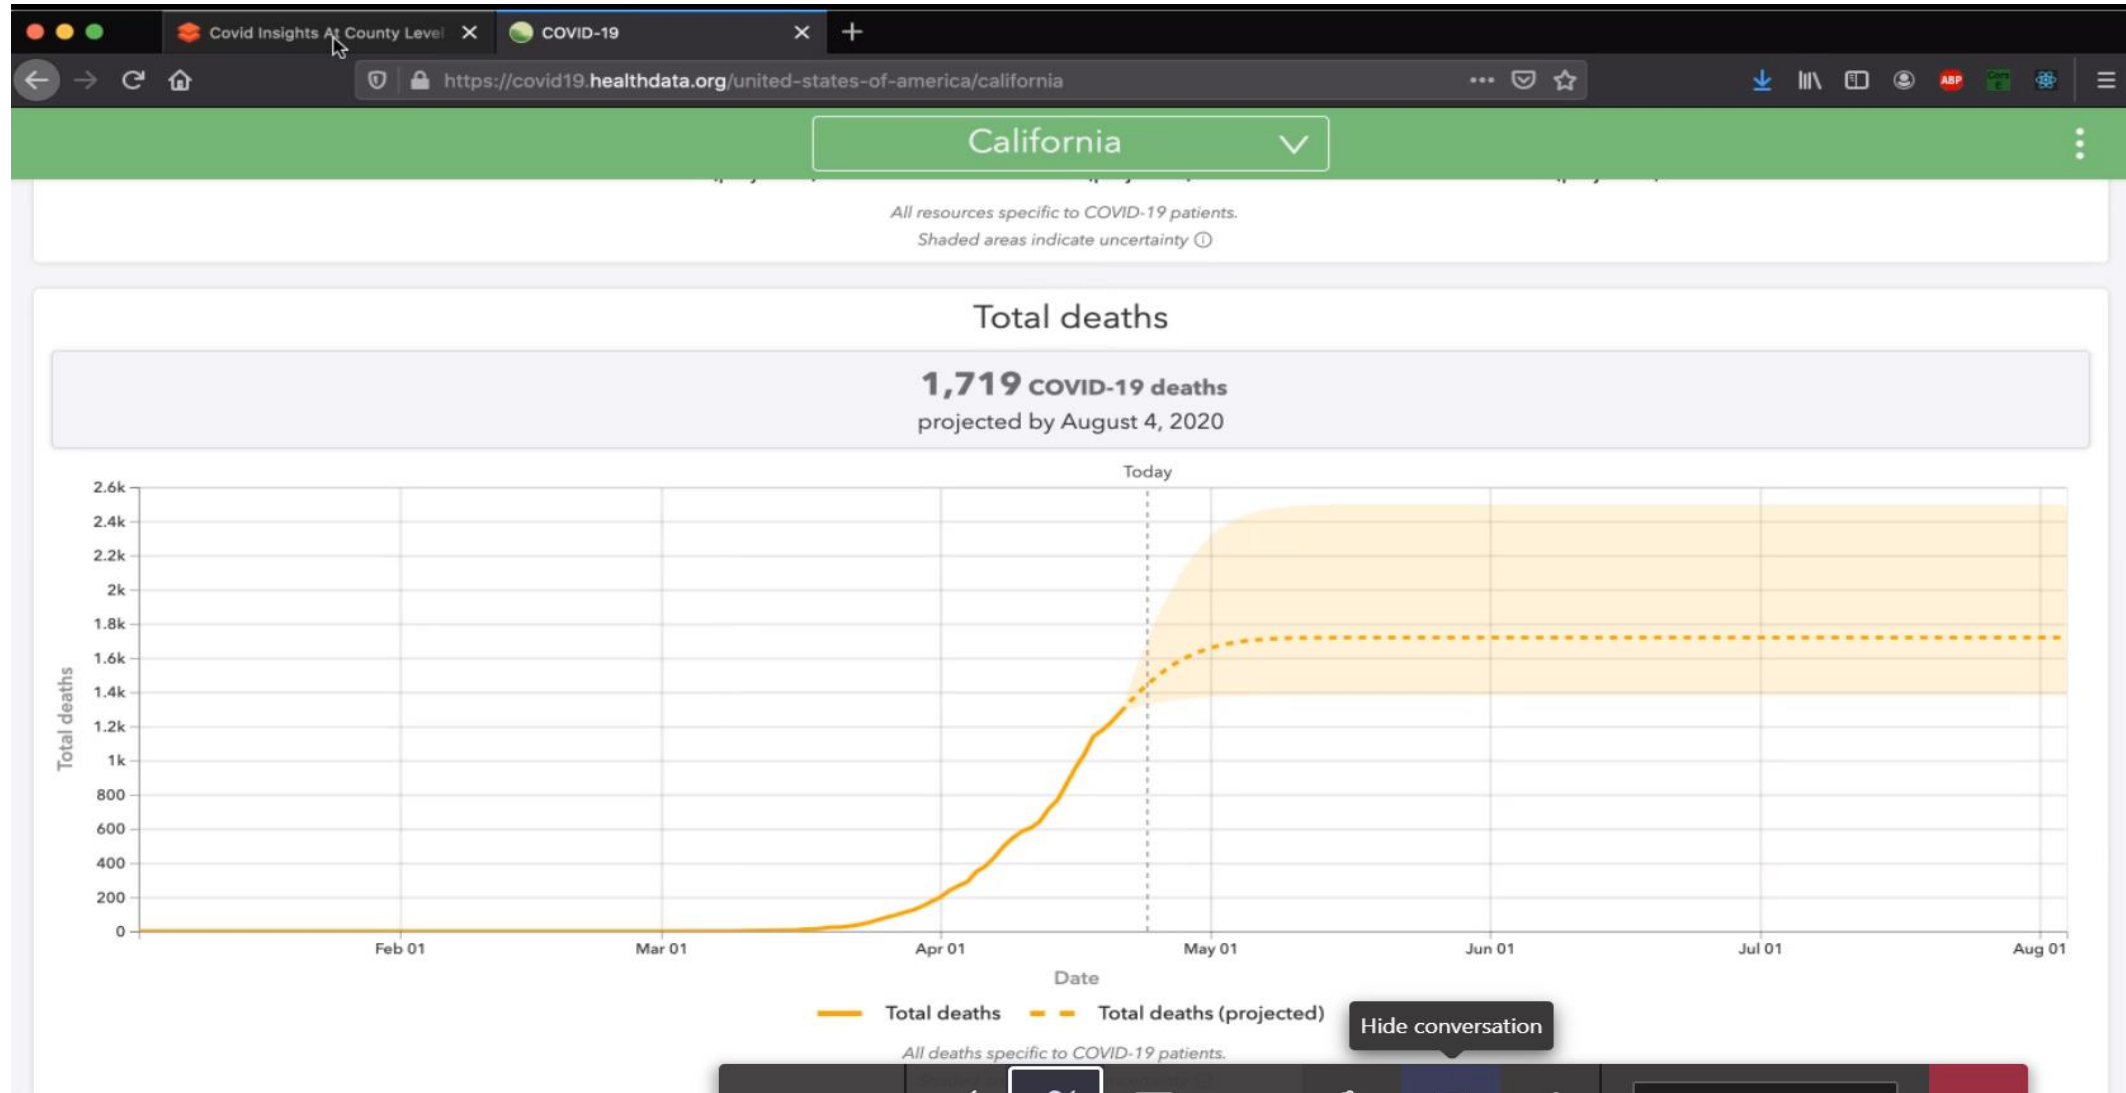 Covid Insights At County Level
COVID-19
https://covid19.healthdata.org/united-states-of-america/california
ABP
California
All resources specific to COVID-19 patients.
Shaded areas indicate uncertainty
Total deaths
1,719 COVID-19 deaths
projected by August 4, 2020
Today
2.6k
2.4k
2.2k
2k
1.8k
1.6k
1.4k
1.2k
1k
800
600
400
200
0
Total deaths
Feb 01
Mar 01
Apr 01
May 01
Jun 01
Jul 01
Aug 01
Date
Total deaths
Total deaths (projected)
Hide conversation
All deaths specific to COVID-19 patients.